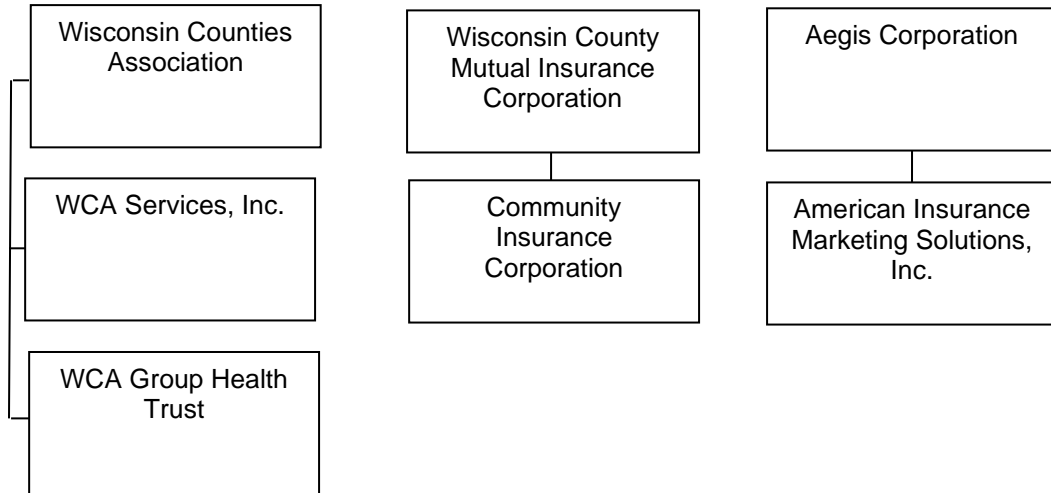 Wisconsin Counties
Association
Wisconsin County
Mutual Insurance
Corporation
Aegis Corporation
WCA Services, Inc.
Community
Insurance
Corporation
American Insurance
Marketing Solutions,
Inc.
WCA Group Health
Trust